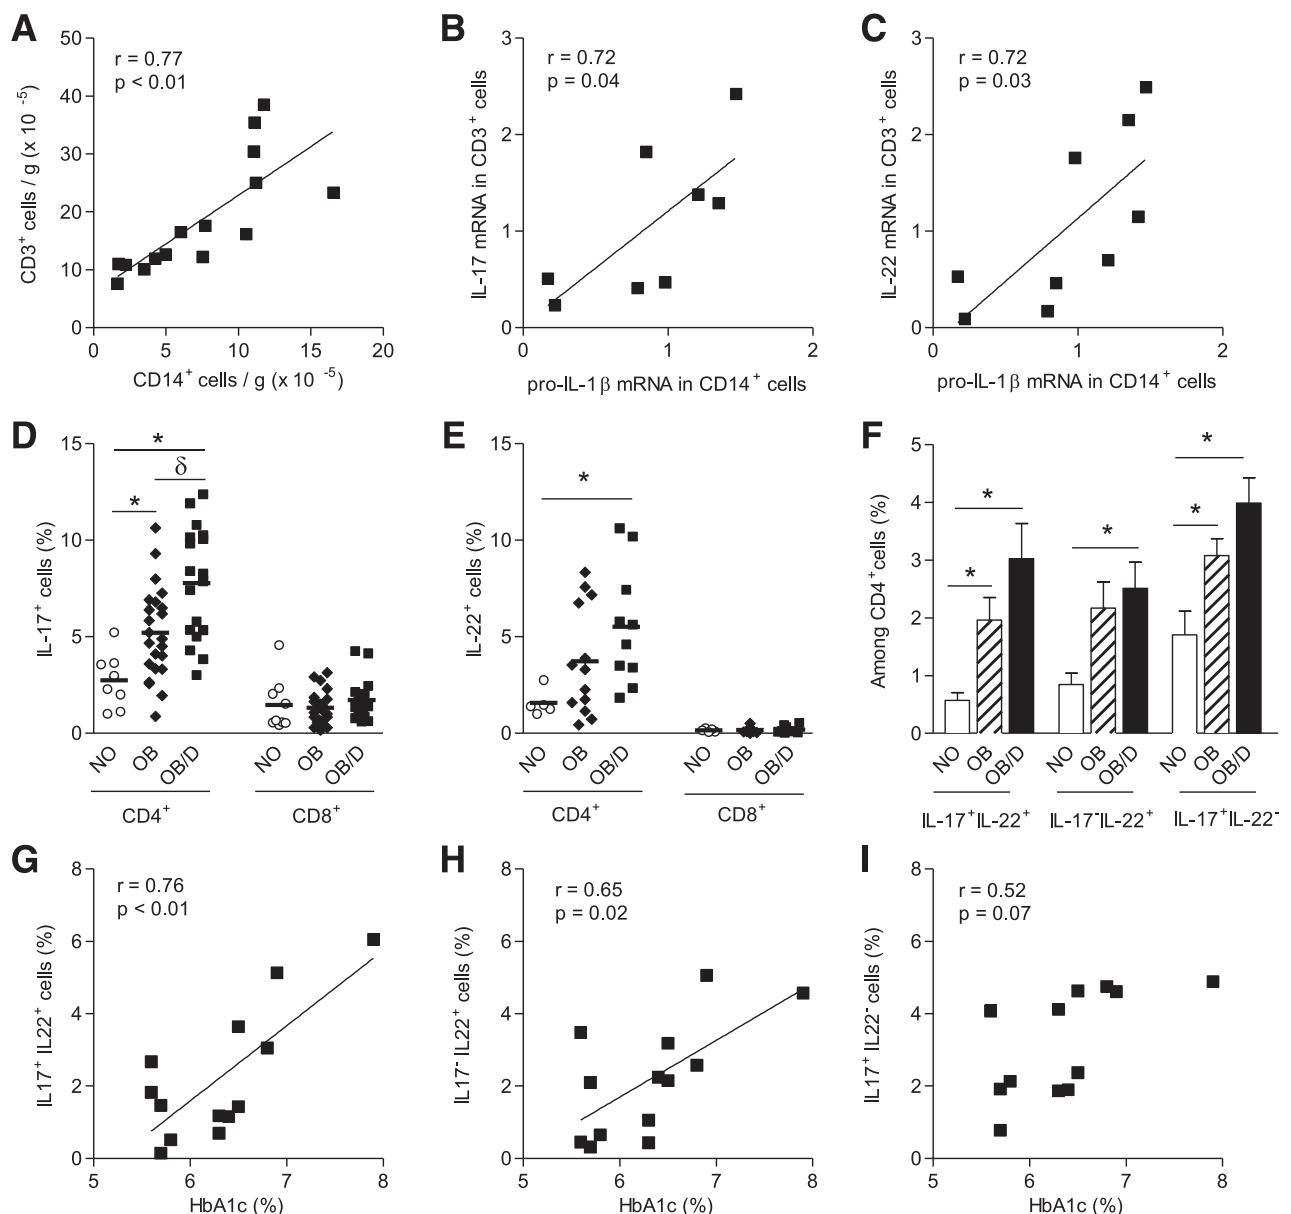 A
50
40
30
20
10
0
CD3⁺ cells / g (x 10 ⁻⁵)
r = 0.77
p < 0.01
0 5 10 15 20
CD14⁺ cells / g (x 10 ⁻⁵)
B
3
2
1
0
IL-17 mRNA in CD3⁺ cells
r = 0.72
p = 0.04
0 1 2
pro-IL-1β mRNA in CD14⁺ cells
C
3
2
1
0
IL-22 mRNA in CD3⁺ cells
r = 0.72
p = 0.03
0 1 2
pro-IL-1β mRNA in CD14⁺ cells
D
15
10
5
0
IL-17⁺ cells (%)
*
δ
*
NO OB OB/D NO OB OB/D
CD4⁺ CD8⁺
E
15
10
5
0
IL-22⁺ cells (%)
*
NO OB OB/D NO OB OB/D
CD4⁺ CD8⁺
F
5
4
3
2
1
0
Among CD4⁺cells (%)
*
*
*
*
*
NO OB OB/D NO OB OB/D NO OB OB/D
IL-17⁺IL-22⁺ IL-17⁻IL-22⁺ IL-17⁺IL-22⁻
G
8
6
4
2
0
IL17⁺ IL22⁺ cells (%)
r = 0.76
p < 0.01
5 6 7 8
HbA1c (%)
H
8
6
4
2
0
IL17⁻ IL22⁺ cells (%)
r = 0.65
p = 0.02
5 6 7 8
HbA1c (%)
I
8
6
4
2
0
IL17⁺ IL22⁻ cells (%)
r = 0.52
p = 0.07
5 6 7 8
HbA1c (%)